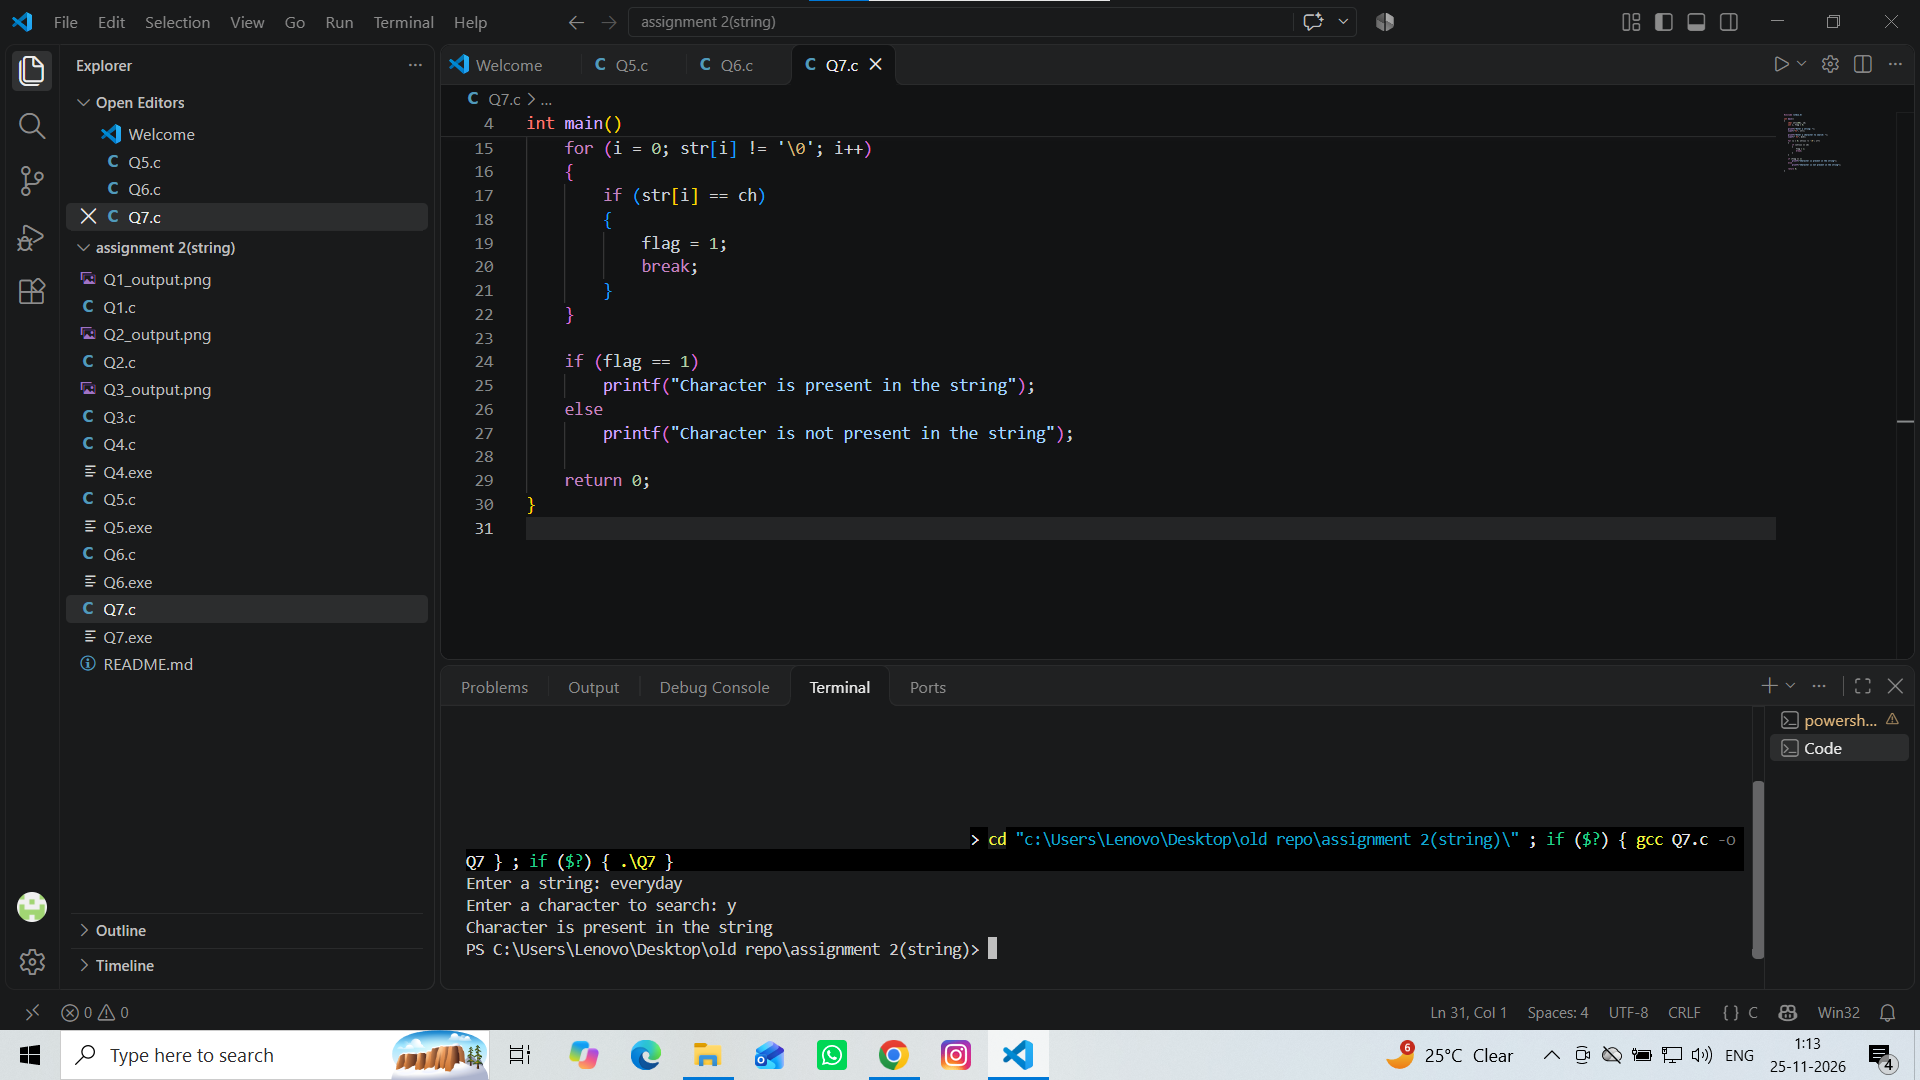 File Edit Selection View Go Run Terminal Help
assignment 2(string)
Explorer
Open Editors
Welcome
Q5.c
Q6.c
Q7.c
assignment 2(string)
Q1_output.png
Q1.c
Q2_output.png
Q2.c
Q3_output.png
Q3.c
Q4.c
Q4.exe
Q5.c
Q5.exe
Q6.c
Q6.exe
Q7.c
Q7.exe
README.md
Outline
Timeline
Welcome Q5.c Q6.c Q7.c
Q7.c > ...
4 int main()
15 for (i = 0; str[i] != '\0'; i++)
16 {
17 if (str[i] == ch)
18 {
19 flag = 1;
20 break;
21 }
22 }
23
24 if (flag == 1)
25 printf("Character is present in the string");
26 else
27 printf("Character is not present in the string");
28
29 return 0;
30 }
31
Problems Output Debug Console Terminal Ports
powersh...
Code
> cd "c:\Users\Lenovo\Desktop\old repo\assignment 2(string)\" ; if ($?) { gcc Q7.c -o
Q7 } ; if ($?) { .\Q7 }
Enter a string: everyday
Enter a character to search: y
Character is present in the string
PS C:\Users\Lenovo\Desktop\old repo\assignment 2(string)>
0 0 Ln 31, Col 1 Spaces: 4 UTF-8 CRLF {} C Win32
Type here to search
6
25°C Clear
ENG
1:13
25-11-2026
4